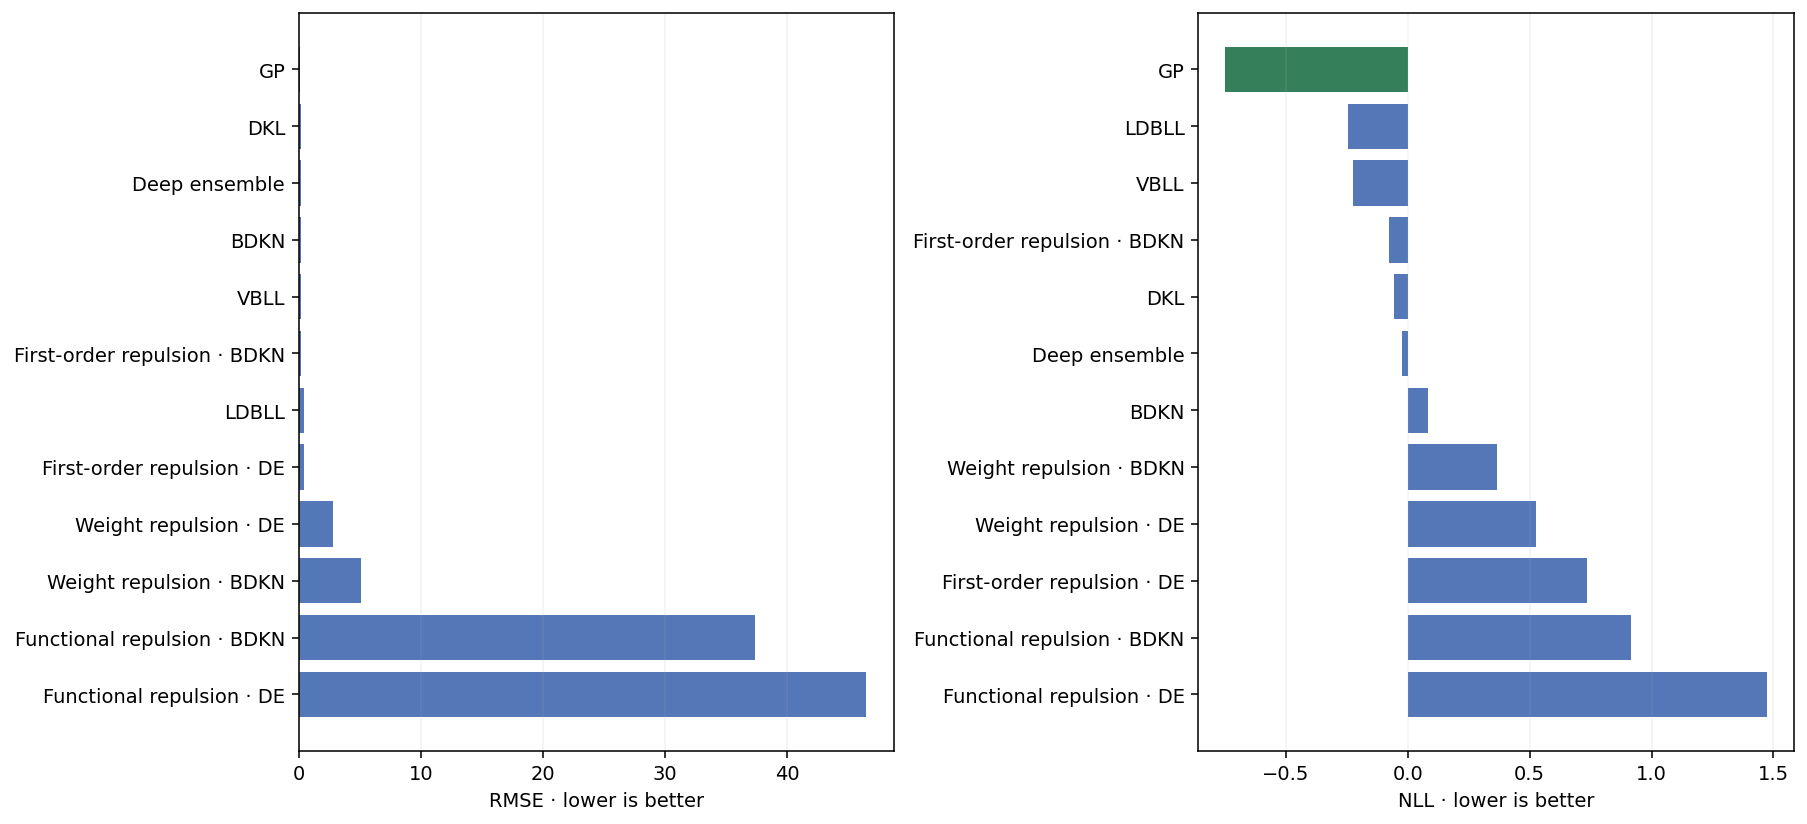 GP
DKL
Deep ensemble
BDKN
VBLL
First-order repulsion · BDKN
LDBLL
First-order repulsion · DE
Weight repulsion · DE
Weight repulsion · BDKN
Functional repulsion · BDKN
Functional repulsion · DE
0 10 20 30 40
RMSE · lower is better
GP
LDBLL
VBLL
First-order repulsion · BDKN
DKL
Deep ensemble
BDKN
Weight repulsion · BDKN
Weight repulsion · DE
First-order repulsion · DE
Functional repulsion · BDKN
Functional repulsion · DE
−0.5 0.0 0.5 1.0 1.5
NLL · lower is better